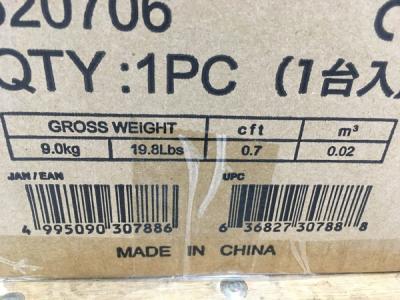 20706
QTY:1PC (1台入
GROSS WEIGHT cft m³
9.0kg 19.8Lbs 0.7 0.02
JAN/EAN UPC
4 995090 307886 6 36827 30788 8
MADE IN CHINA